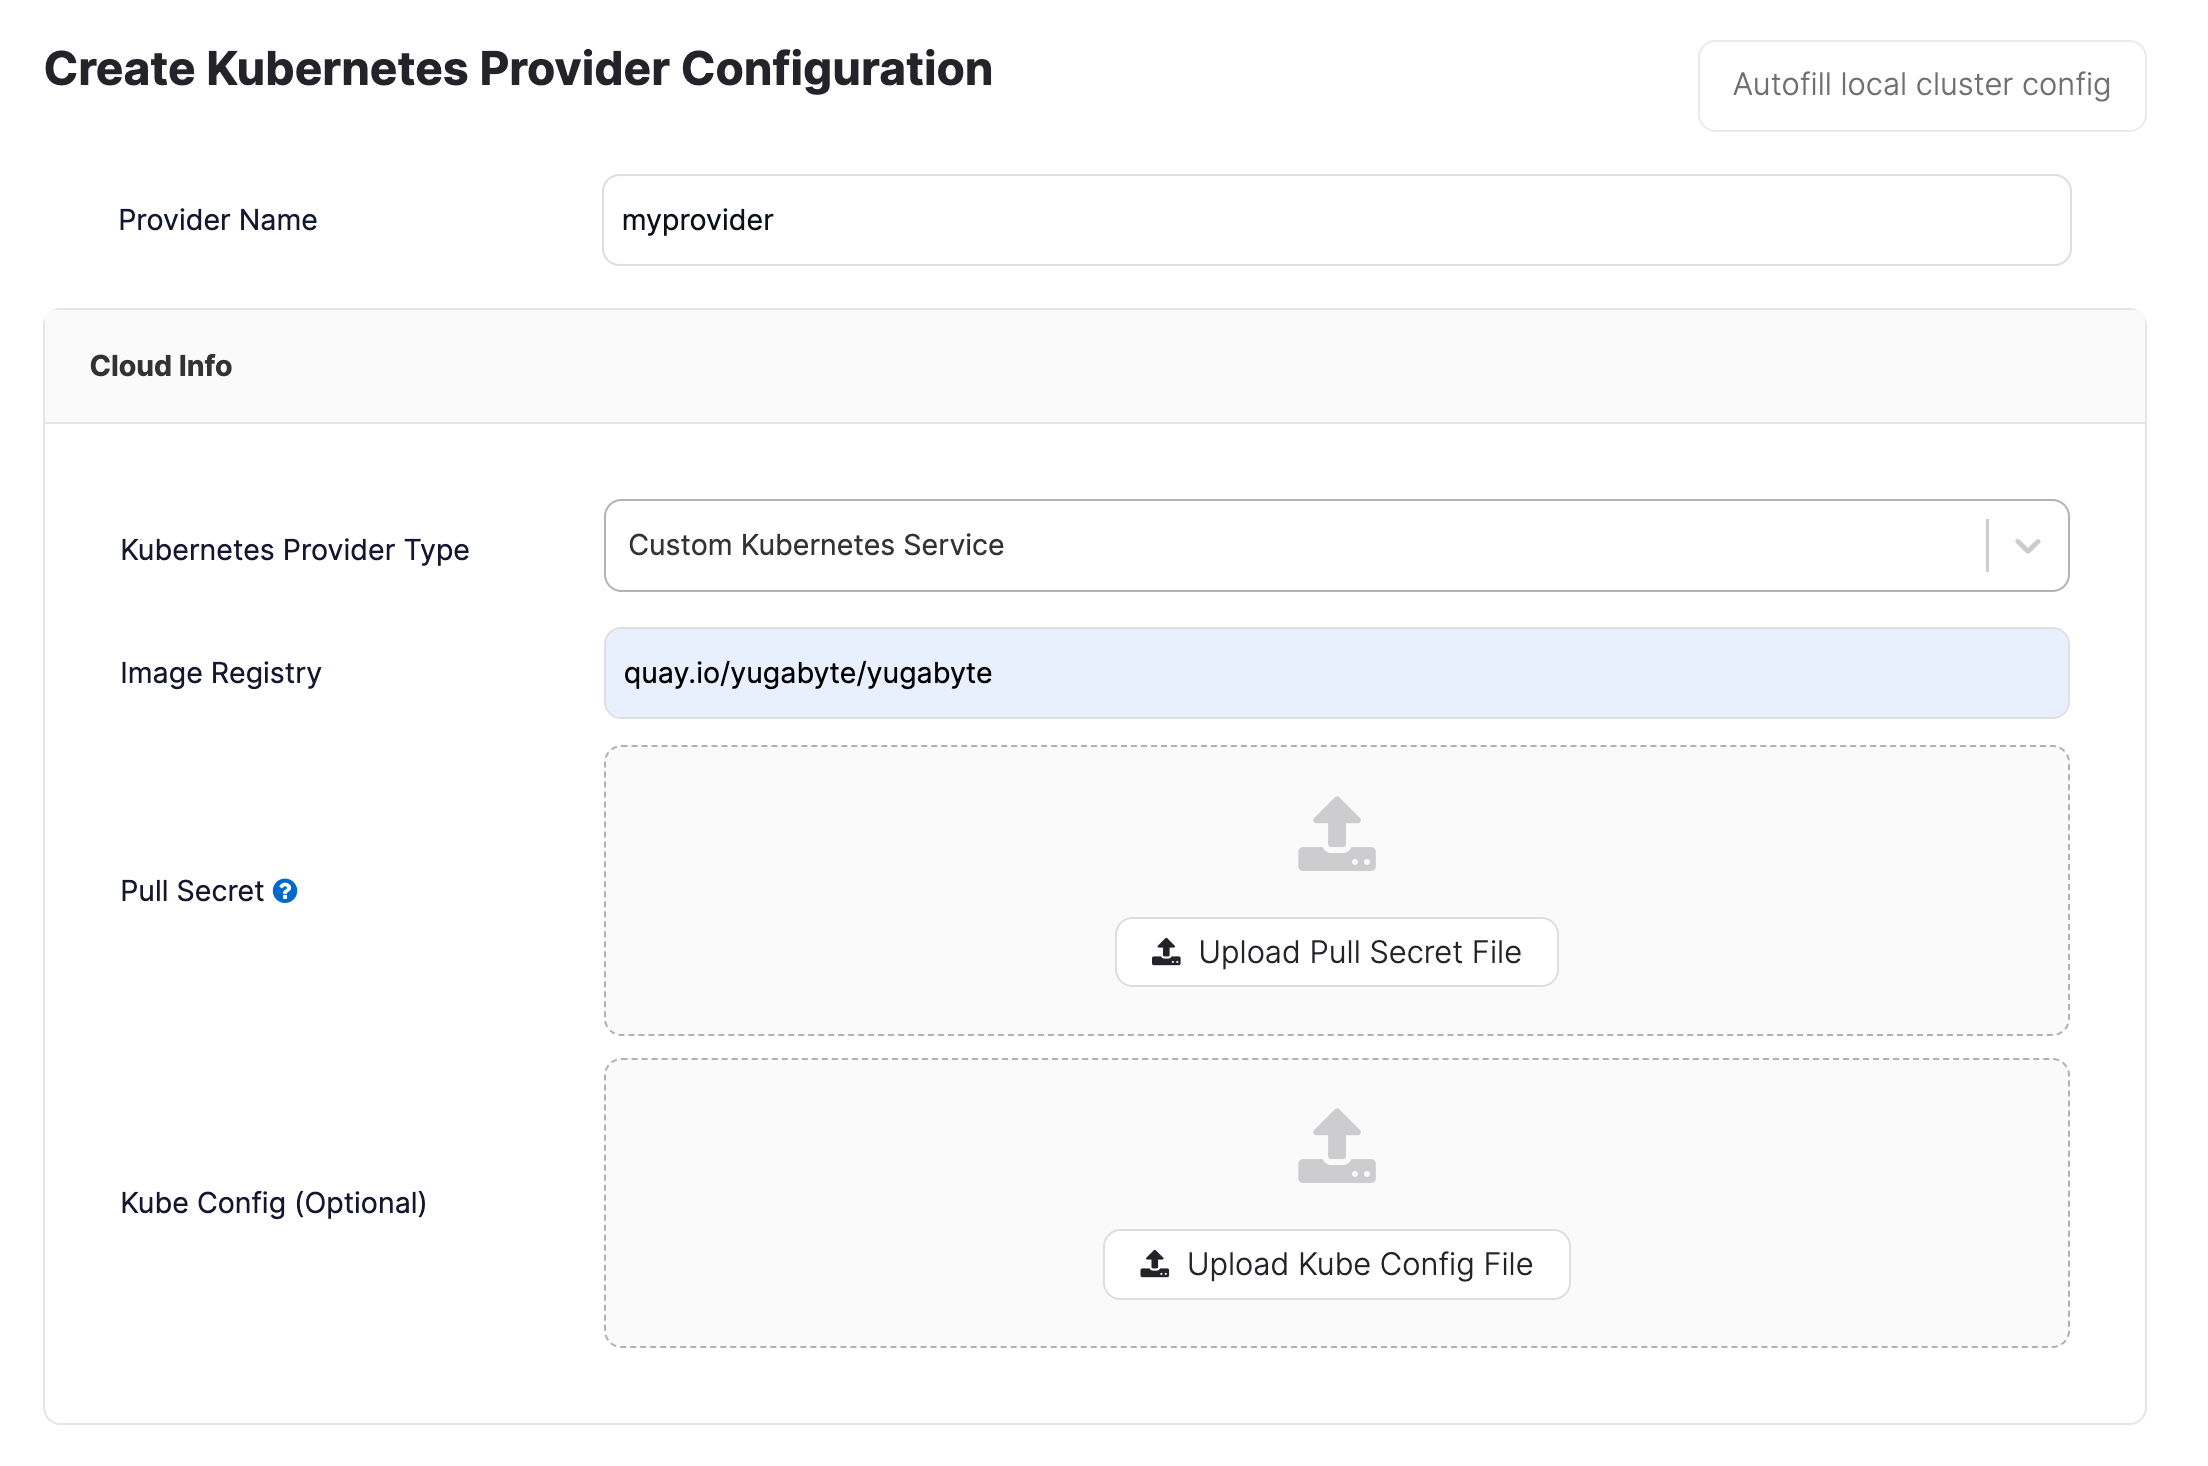 Create Kubernetes Provider Configuration
Autofill local cluster config
Provider Name
myprovider
Cloud Info
Kubernetes Provider Type
Custom Kubernetes Service
Image Registry
quay.io/yugabyte/yugabyte
Pull Secret ?
Upload Pull Secret File
Kube Config (Optional)
Upload Kube Config File